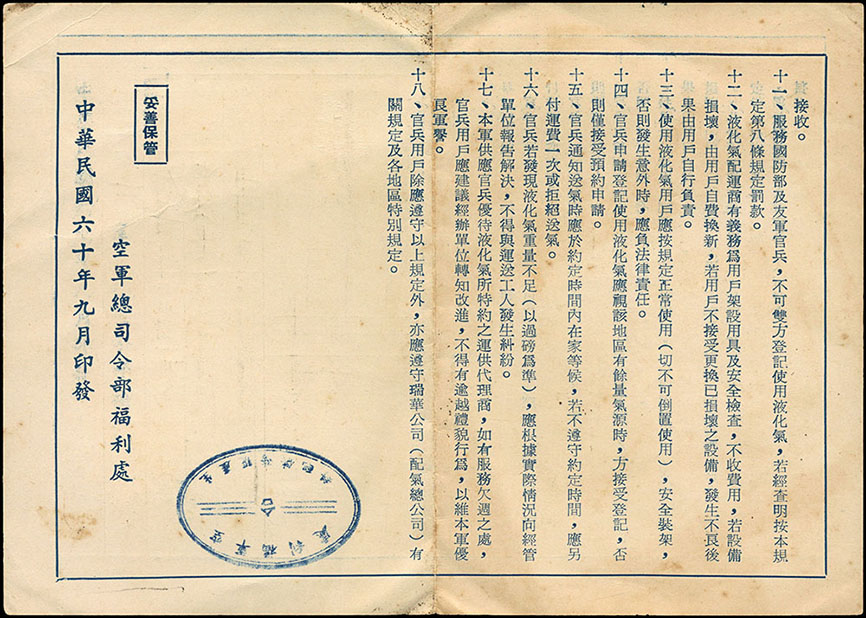 接收。
十一、服務國防部及友軍官兵，不可雙方登記使用液化氣，若經查明按本規
定第八條規定罰款。
十二、液化氣配運商有義務爲用戶架設用具及安全檢查，不收費用，若設備
損壞，由用戶自費換新，若用戶不接受更換已損壞之設備，發生不良後
果由用戶自行負責。
十三、使用液化氣用戶應按規定正常使用（切不可倒置使用），安全裝架，
否則發生意外時，應負法律責任。
十四、官兵申請登記使用液化氣應視該地區有餘量氣源時，方接受登記，否
則僅接受預約申請。
十五、官兵通知送氣時應於約定時間內在家等候，若不遵守約定時間，應另
付運費一次或拒絕送氣。
十六、官兵若發現液化氣重量不足（以過磅爲準），應根據實際情況向經管
單位報告解決，不得與運送工人發生糾紛。
十七、本軍供應官兵優待液化氣所特約之運供代理商，如有服務欠週之處，
官兵用戶應建議經辦單位轉知改進，不得有逾越禮貌行爲，以維本軍優
良軍譽。
十八、官兵用戶除應遵守以上規定外，亦應遵守瑞華公司（配氣總公司）有
關規定及各地區特別規定。
空軍總司令部福利處
中華民國六十年九月印發
妥善保管